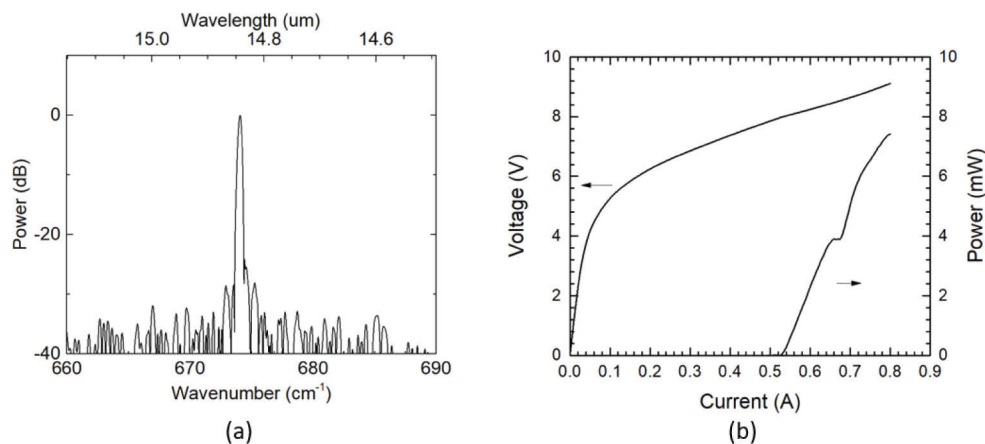 Wavelength (um)
15.0 14.8 14.6
0
-20
-40
Power (dB)
660 670 680 690
Wavenumber (cm⁻¹)
(a)
10 10
8 8
6 6
4 4
2 2
0 0
Voltage (V)
Power (mW)
0.0 0.1 0.2 0.3 0.4 0.5 0.6 0.7 0.8 0.9
Current (A)
(b)